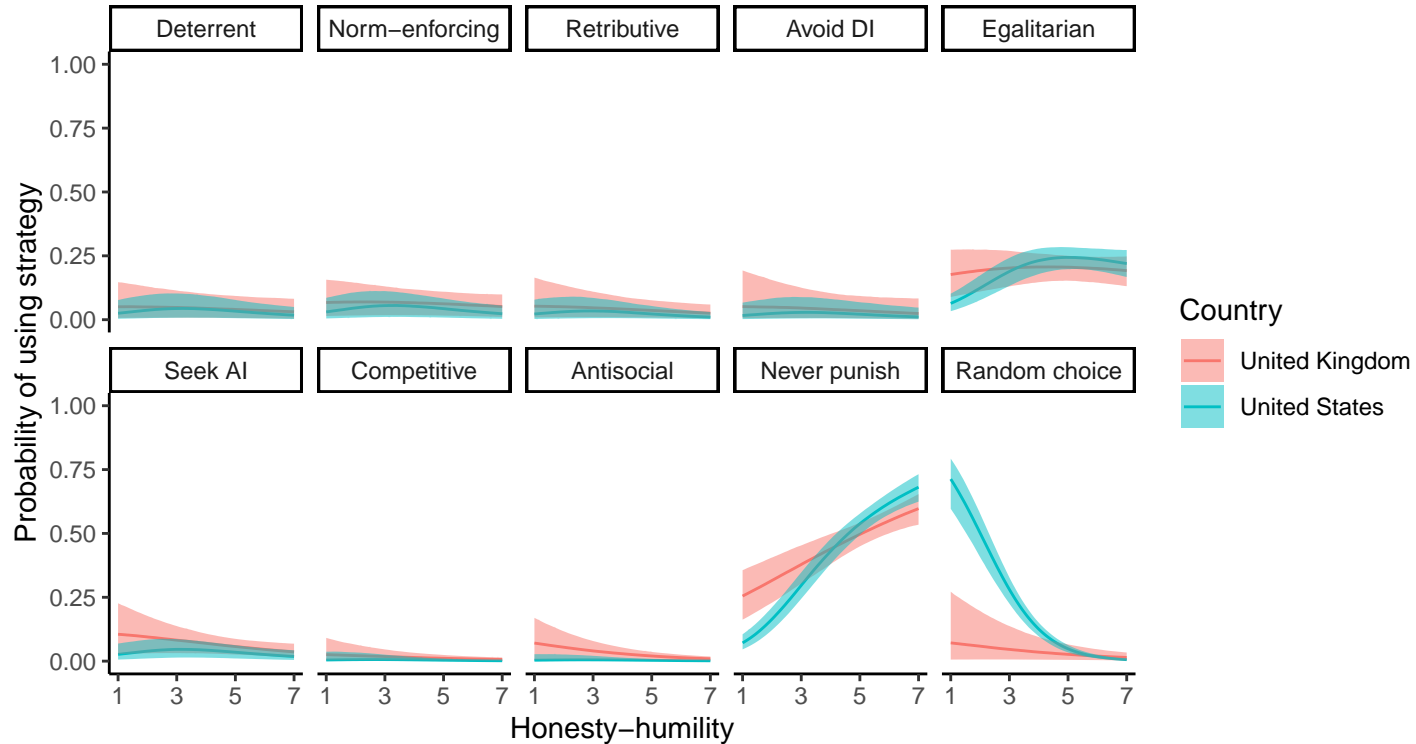 Deterrent Norm−enforcing Retributive Avoid DI Egalitarian
1.00
0.75
0.50
0.25
0.00
Seek AI Competitive Antisocial Never punish Random choice
1.00
0.75
0.50
0.25
0.00
1 3 5 7 1 3 5 7 1 3 5 7 1 3 5 7 1 3 5 7
Honesty−humility
Probability of using strategy
Country
United Kingdom
United States